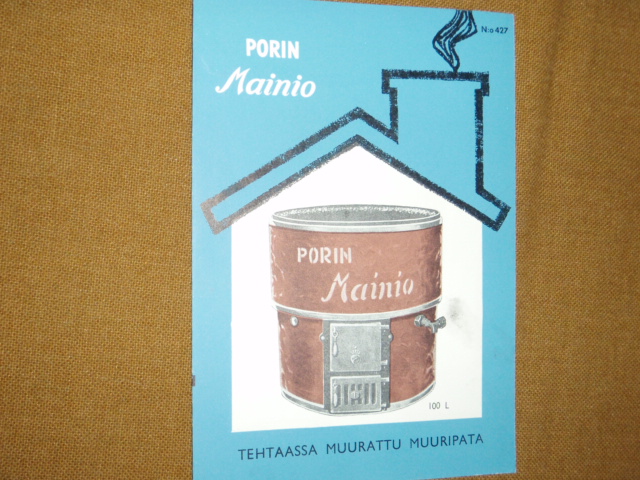 N:o 427
PORIN
Mainio
PORIN
Mainio
100 L
TEHTAASSA MUURATTU MUURIPATA